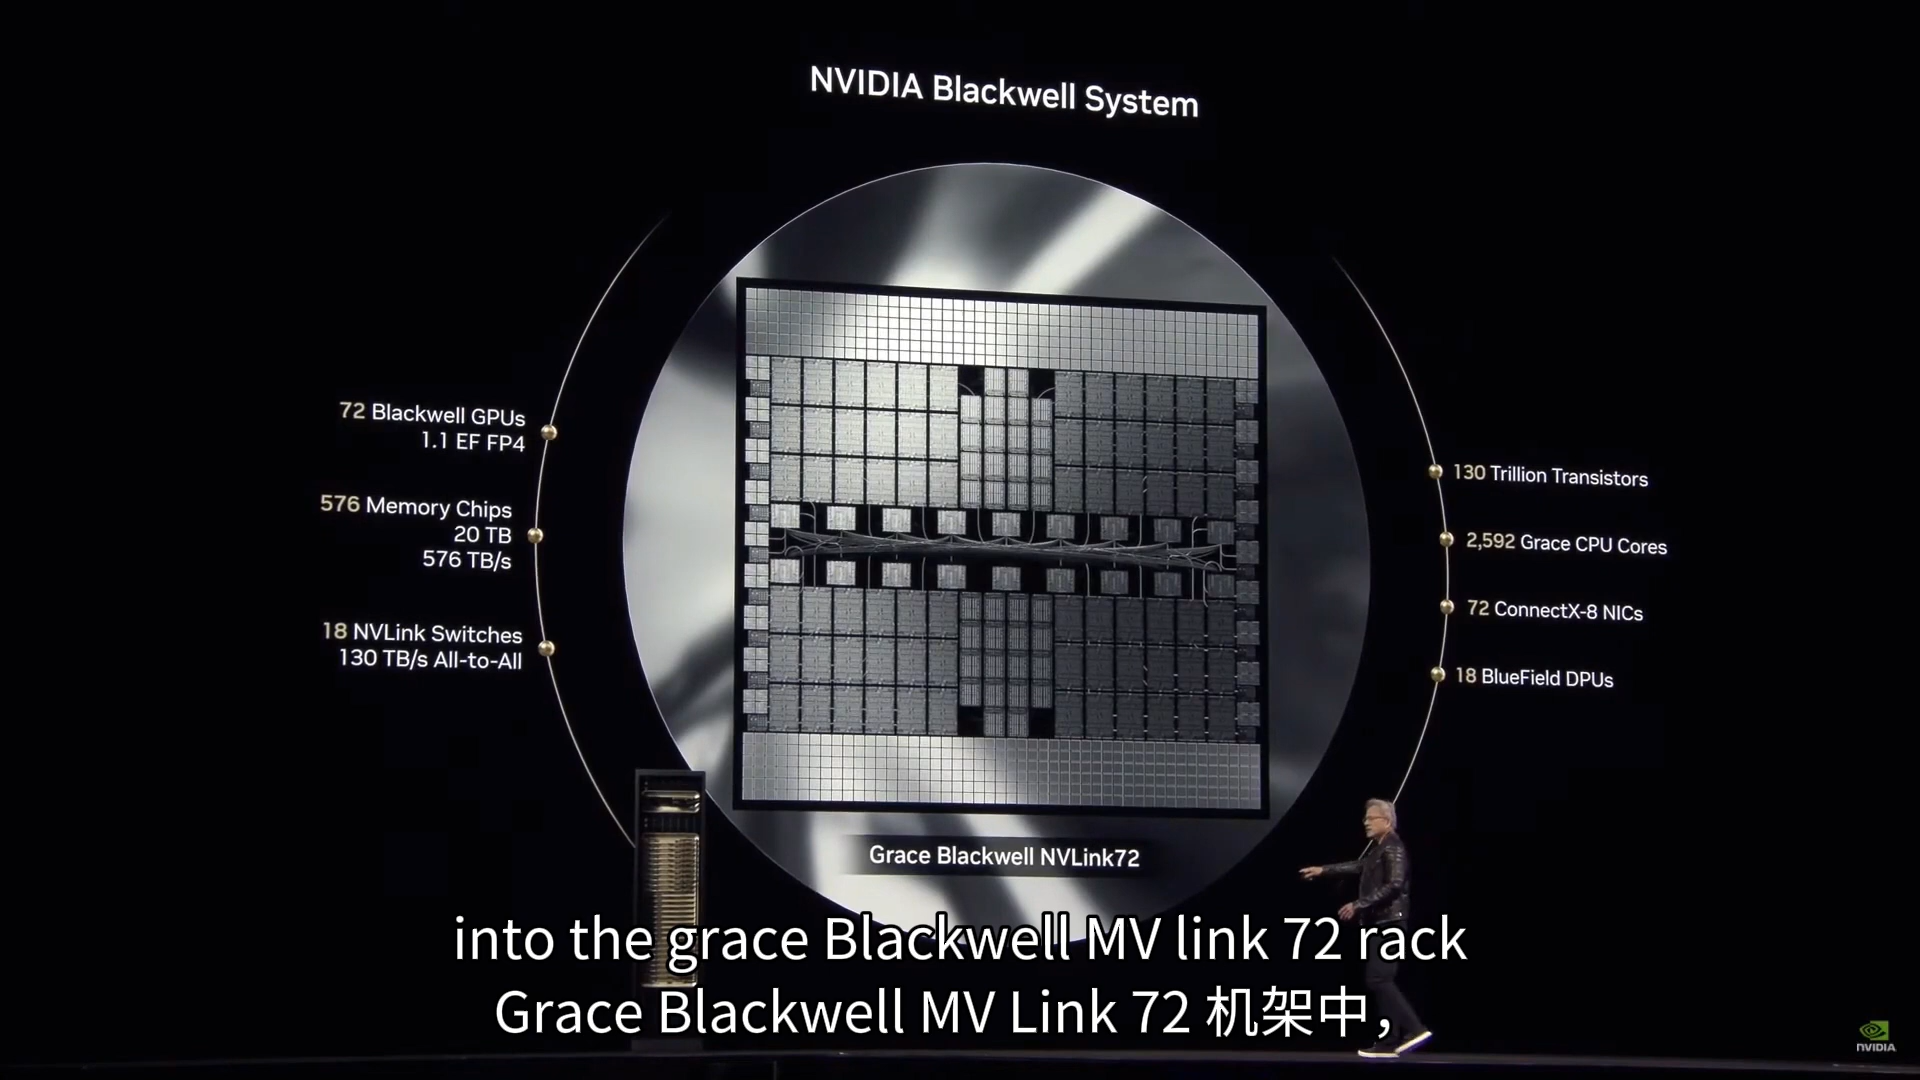 NVIDIA Blackwell System
72 Blackwell GPUs
1.1 EF FP4
576 Memory Chips
20 TB
576 TB/s
18 NVLink Switches
130 TB/s All-to-All
130 Trillion Transistors
2,592 Grace CPU Cores
72 ConnectX-8 NICs
18 BlueField DPUs
Grace Blackwell NVLink72
into the grace Blackwell MV link 72 rack
Grace Blackwell MV Link 72 机架中，
NVIDIA